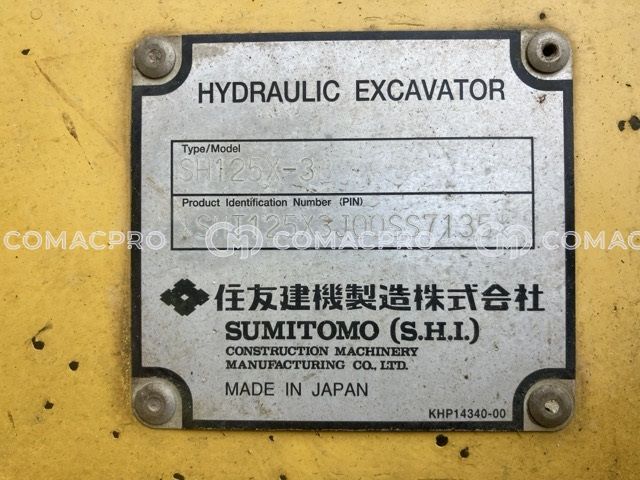 HYDRAULIC EXCAVATOR
Type/Model
SH125X-3
Product Identification Number (PIN)
COMACPRO COMACPRO COMACPRO
住友建機製造株式会社
SUMITOMO (S.H.I.)
CONSTRUCTION MACHINERY
MANUFACTURING CO., LTD.
MADE IN JAPAN
KHP14340-00